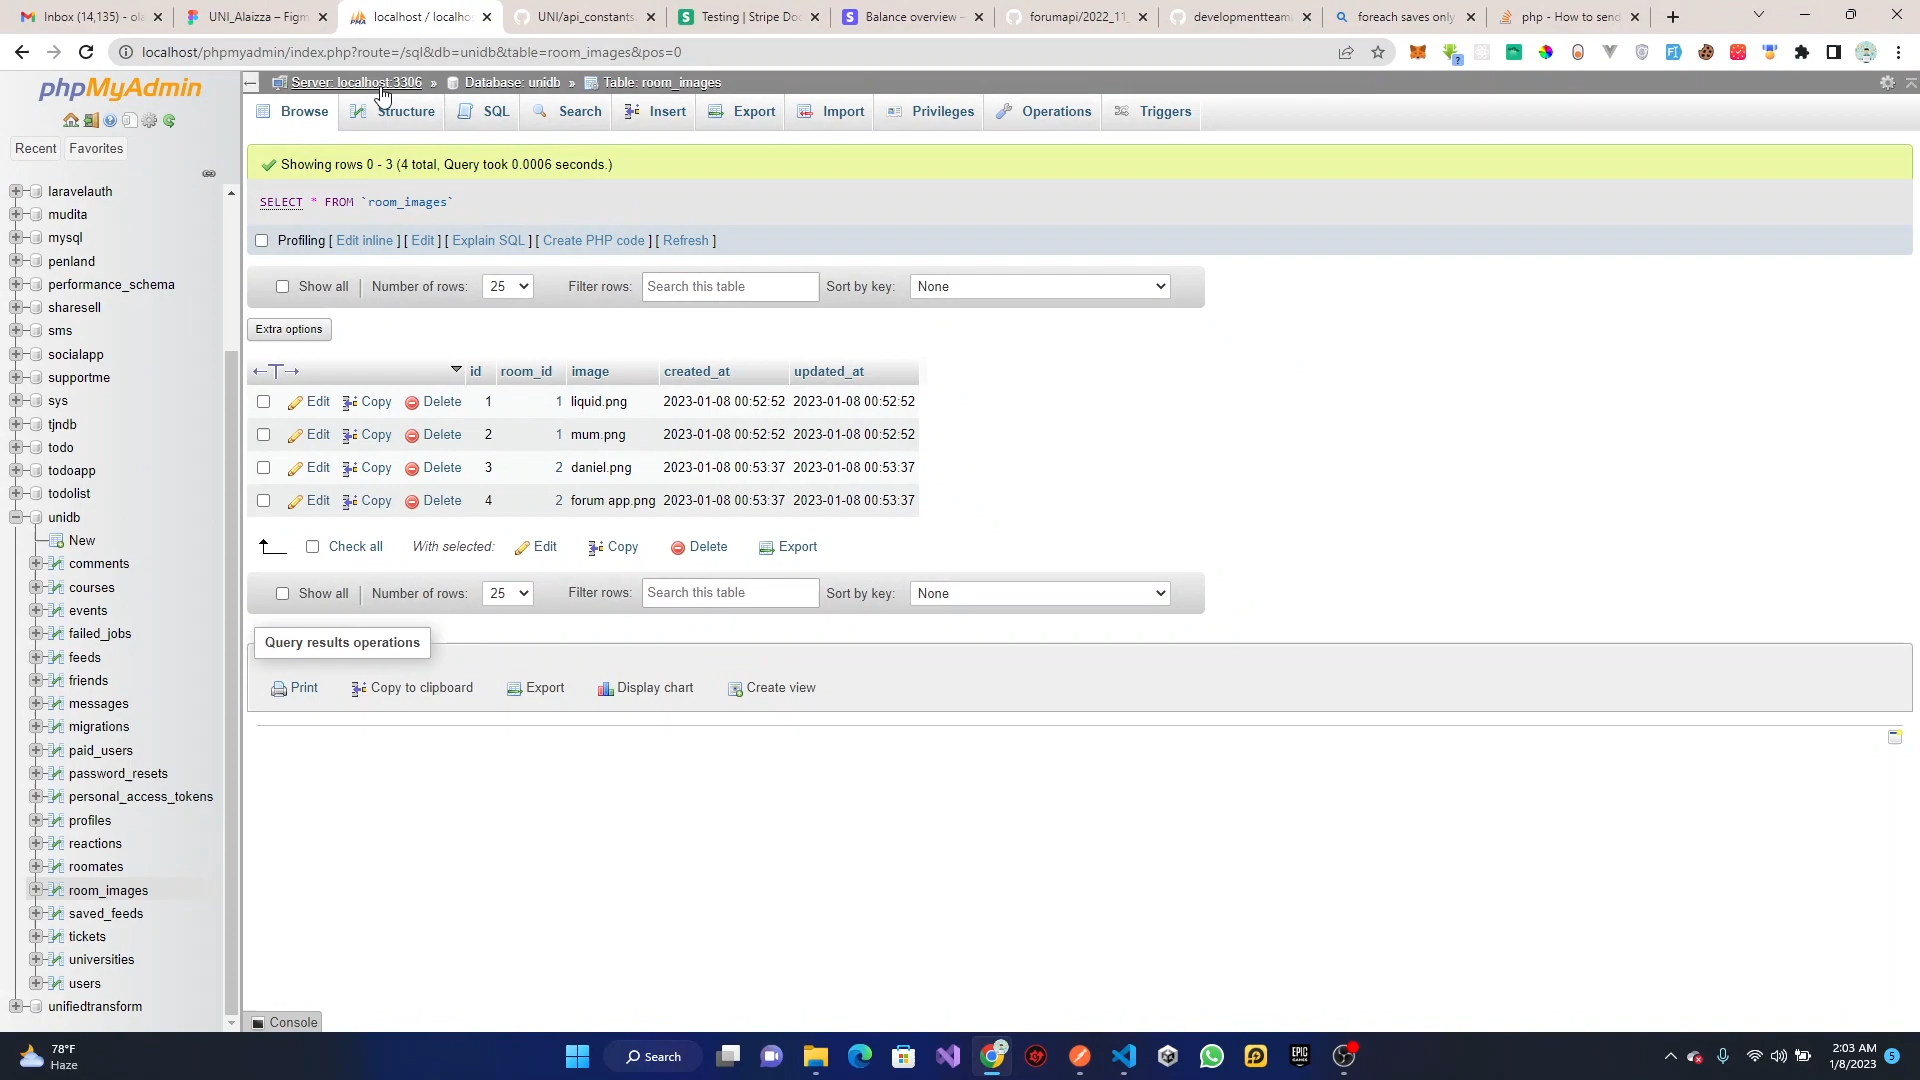 Inbox (14,135) - ola
UNI_Alaizza – Figm
localhost / localho
UNI/api_constants.
Testing | Stripe Do
Balance overview –
forumapi/2022_11_
developmentteam
foreach saves only
php - How to send
localhost/phpmyadmin/index.php?route=/sql&db=unidb&table=room_images&pos=0
phpMyAdmin
Recent Favorites
laravelauth
mudita
mysql
penland
performance_schema
sharesell
sms
socialapp
supportme
sys
tjndb
todo
todoapp
todolist
unidb
New
comments
courses
events
failed_jobs
feeds
friends
messages
migrations
paid_users
password_resets
personal_access_tokens
profiles
reactions
roomates
room_images
saved_feeds
tickets
universities
users
unifiedtransform
Server: localhost:3306 » Database: unidb » Table: room_images
Browse Structure SQL Search Insert Export Import Privileges Operations Triggers
Showing rows 0 - 3 (4 total, Query took 0.0006 seconds.)
SELECT * FROM `room_images`
Profiling [ Edit inline ] [ Edit ] [ Explain SQL ] [ Create PHP code ] [ Refresh ]
Show all | Number of rows: 25 Filter rows: Search this table Sort by key: None
Extra options
←T→ id room_id image created_at updated_at
Edit Copy Delete 1 1 liquid.png 2023-01-08 00:52:52 2023-01-08 00:52:52
Edit Copy Delete 2 1 mum.png 2023-01-08 00:52:52 2023-01-08 00:52:52
Edit Copy Delete 3 2 daniel.png 2023-01-08 00:53:37 2023-01-08 00:53:37
Edit Copy Delete 4 2 forum app.png 2023-01-08 00:53:37 2023-01-08 00:53:37
Check all With selected: Edit Copy Delete Export
Show all | Number of rows: 25 Filter rows: Search this table Sort by key: None
Query results operations
Print Copy to clipboard Export Display chart Create view
Console
78°F
Haze
Search
EPIC GAMES
2:03 AM
1/8/2023
5